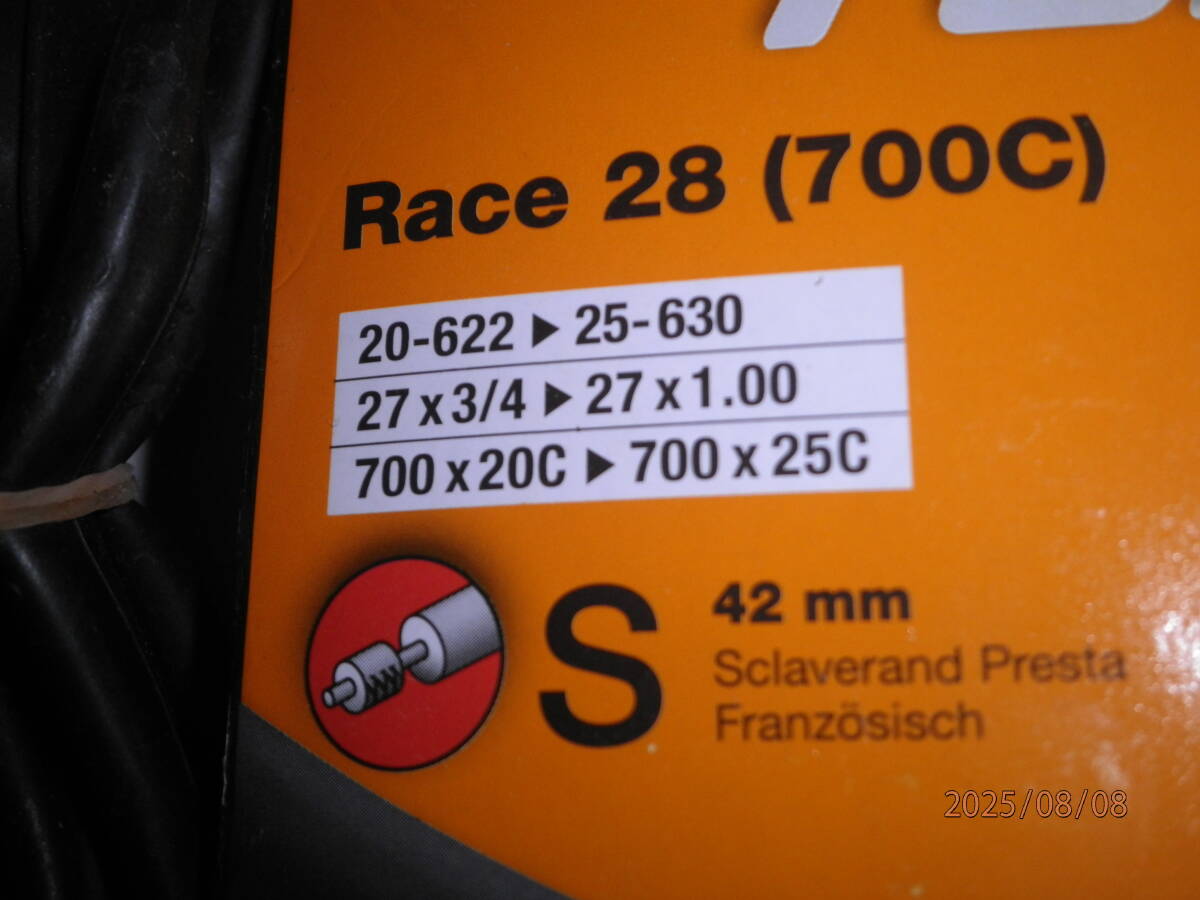 Race 28 (700C)
20-622 ▶ 25-630
27 x 3/4 ▶ 27 x 1.00
700 x 20C ▶ 700 x 25C
S
42 mm
Sclaverand Presta
Französisch
2025/08/08